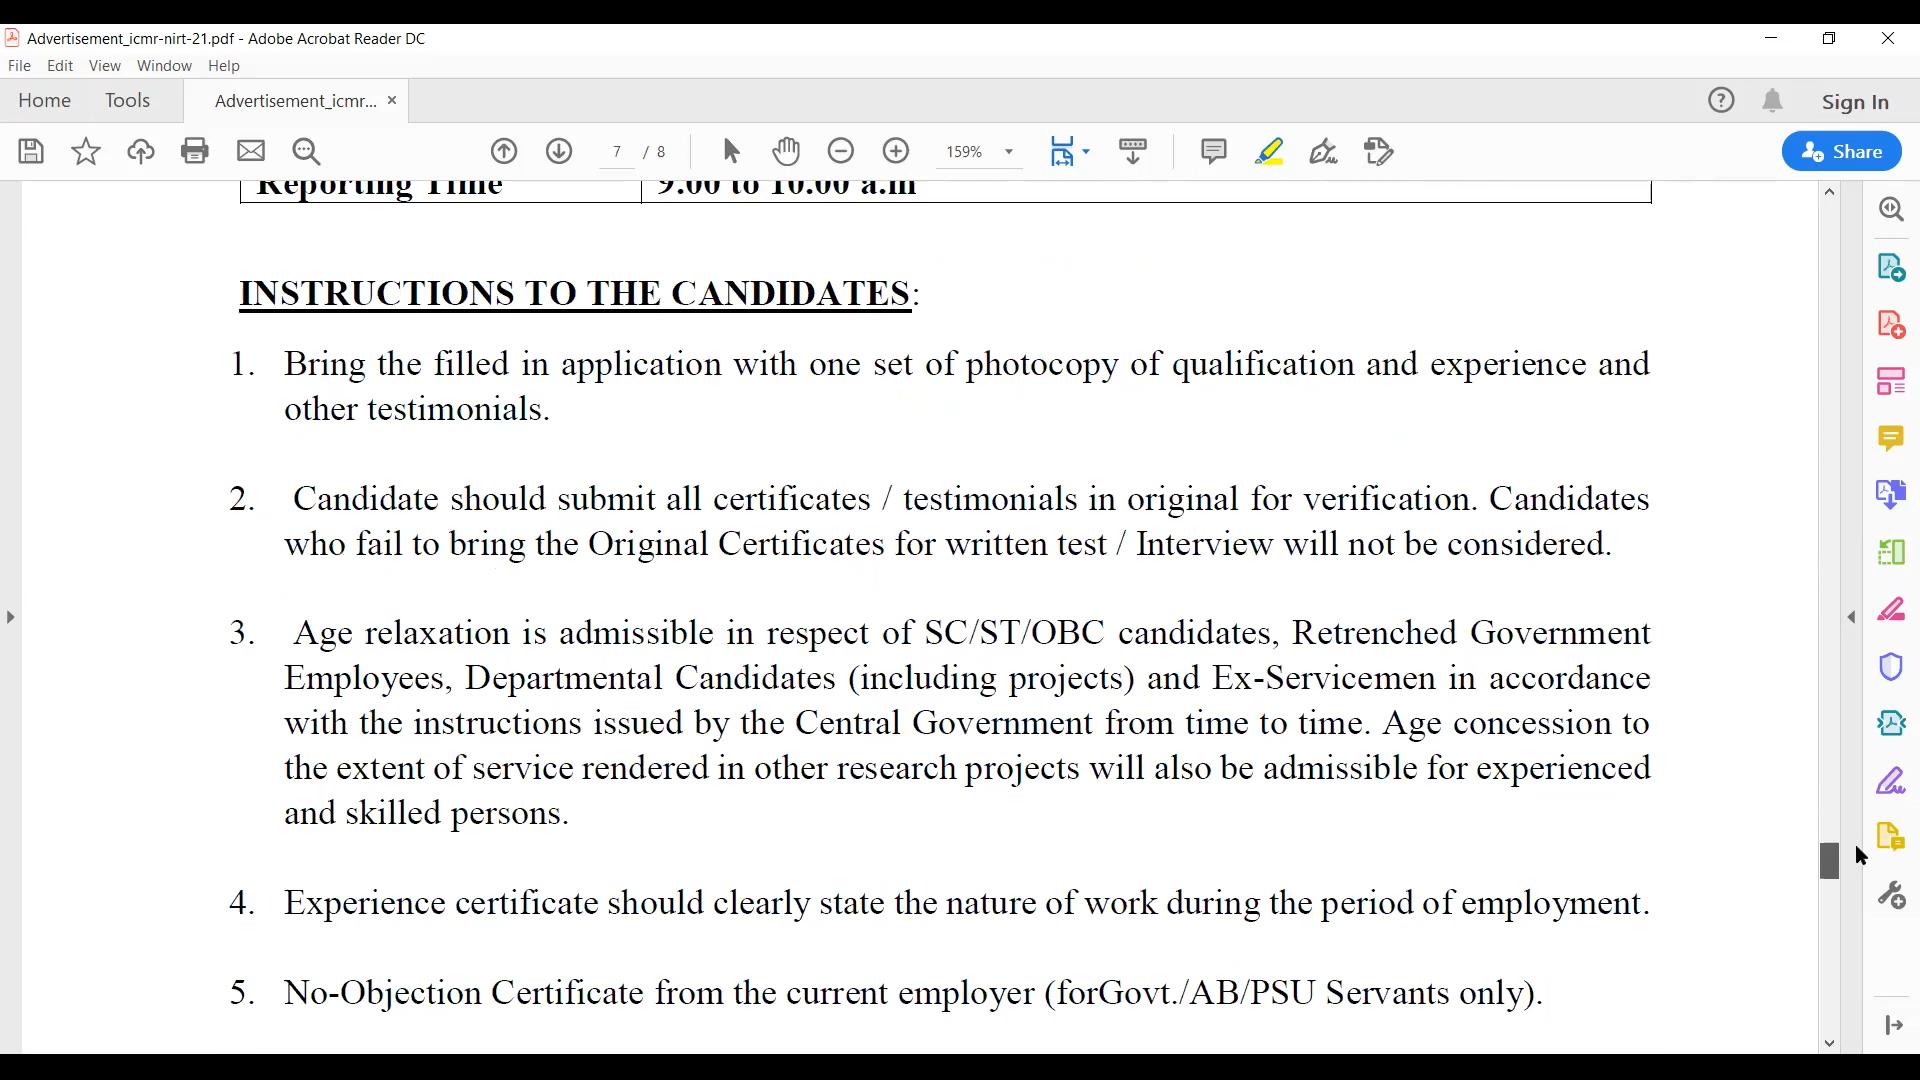 Advertisement_icmr-nirt-21.pdf - Adobe Acrobat Reader DC
File Edit View Window Help
Home Tools Advertisement_icmr... × Sign In
7 / 8 159% Share
Reporting Time 9.00 to 10.00 a.m
INSTRUCTIONS TO THE CANDIDATES:
1. Bring the filled in application with one set of photocopy of qualification and experience and
other testimonials.
2. Candidate should submit all certificates / testimonials in original for verification. Candidates
who fail to bring the Original Certificates for written test / Interview will not be considered.
3. Age relaxation is admissible in respect of SC/ST/OBC candidates, Retrenched Government
Employees, Departmental Candidates (including projects) and Ex-Servicemen in accordance
with the instructions issued by the Central Government from time to time. Age concession to
the extent of service rendered in other research projects will also be admissible for experienced
and skilled persons.
4. Experience certificate should clearly state the nature of work during the period of employment.
5. No-Objection Certificate from the current employer (forGovt./AB/PSU Servants only).